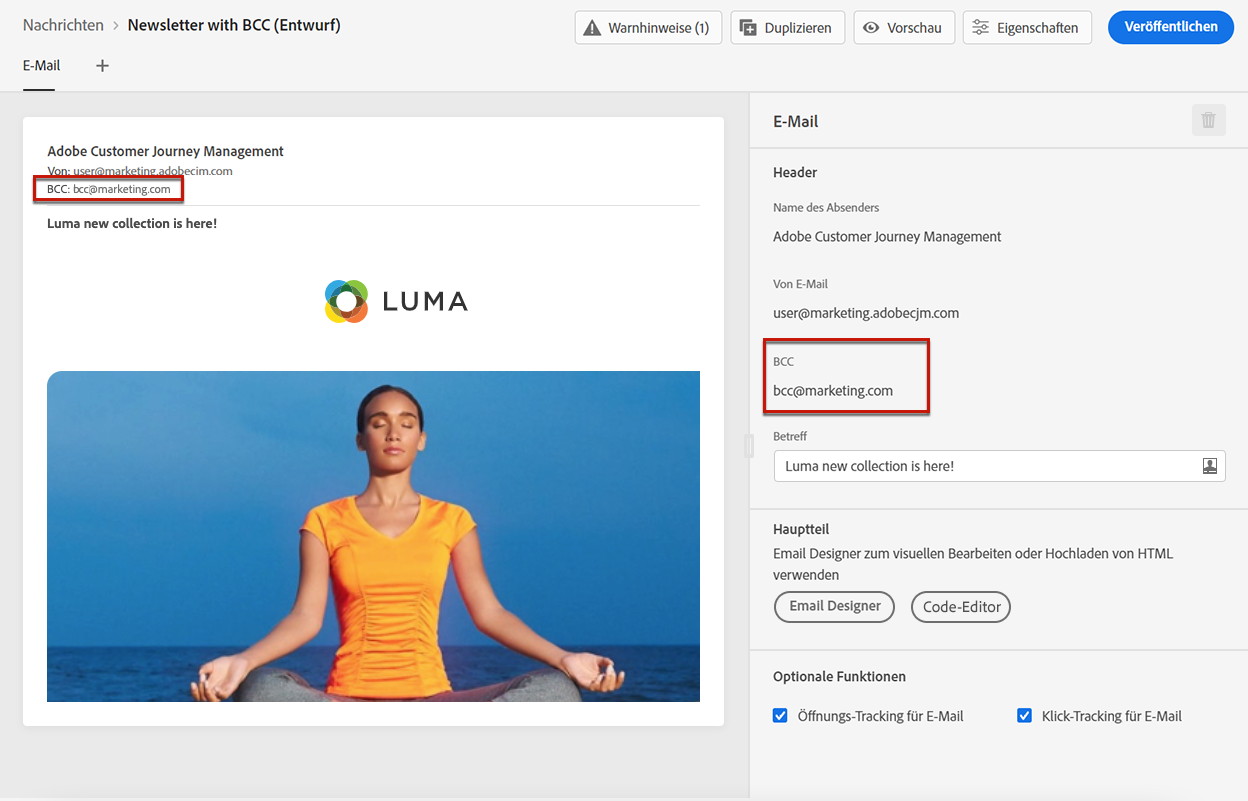 Nachrichten > Newsletter with BCC (Entwurf)
Warnhinweise (1)
Duplizieren
Vorschau
Eigenschaften
Veröffentlichen
E-Mail
Adobe Customer Journey Management
Von: user@marketing.adobecim.com
BCC: bcc@marketing.com
Luma new collection is here!
LUMA
E-Mail
Header
Name des Absenders
Adobe Customer Journey Management
Von E-Mail
user@marketing.adobecjm.com
BCC
bcc@marketing.com
Betreff
Luma new collection is here!
Hauptteil
Email Designer zum visuellen Bearbeiten oder Hochladen von HTML
verwenden
Email Designer
Code-Editor
Optionale Funktionen
Öffnungs-Tracking für E-Mail
Klick-Tracking für E-Mail